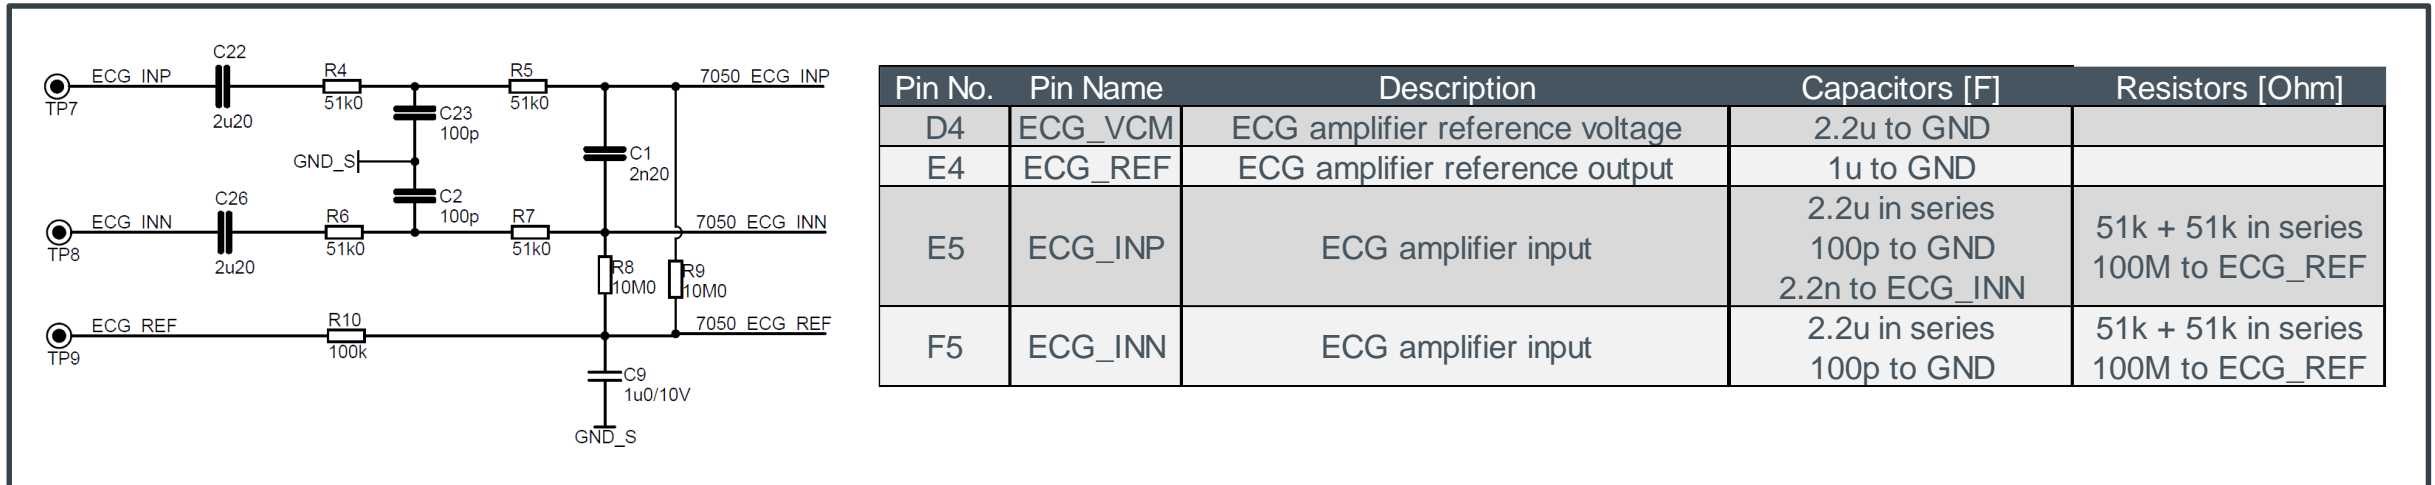 C22
ECG_INP
R4
R5
7050_ECG_INP
TP7
2u20
51k0
51k0
C23
100p
GND_S
C1
2n20
C2
100p
C26
ECG_INN
R6
R7
7050_ECG_INN
TP8
2u20
51k0
51k0
R8
10M0
R9
10M0
ECG_REF
R10
7050_ECG_REF
TP9
100k
C9
1u0/10V
GND_S
Pin No. Pin Name Description Capacitors [F] Resistors [Ohm]
D4 ECG_VCM ECG amplifier reference voltage 2.2u to GND
E4 ECG_REF ECG amplifier reference output 1u to GND
E5 ECG_INP ECG amplifier input
2.2u in series
100p to GND
2.2n to ECG_INN
51k + 51k in series
100M to ECG_REF
F5 ECG_INN ECG amplifier input
2.2u in series
100p to GND
51k + 51k in series
100M to ECG_REF